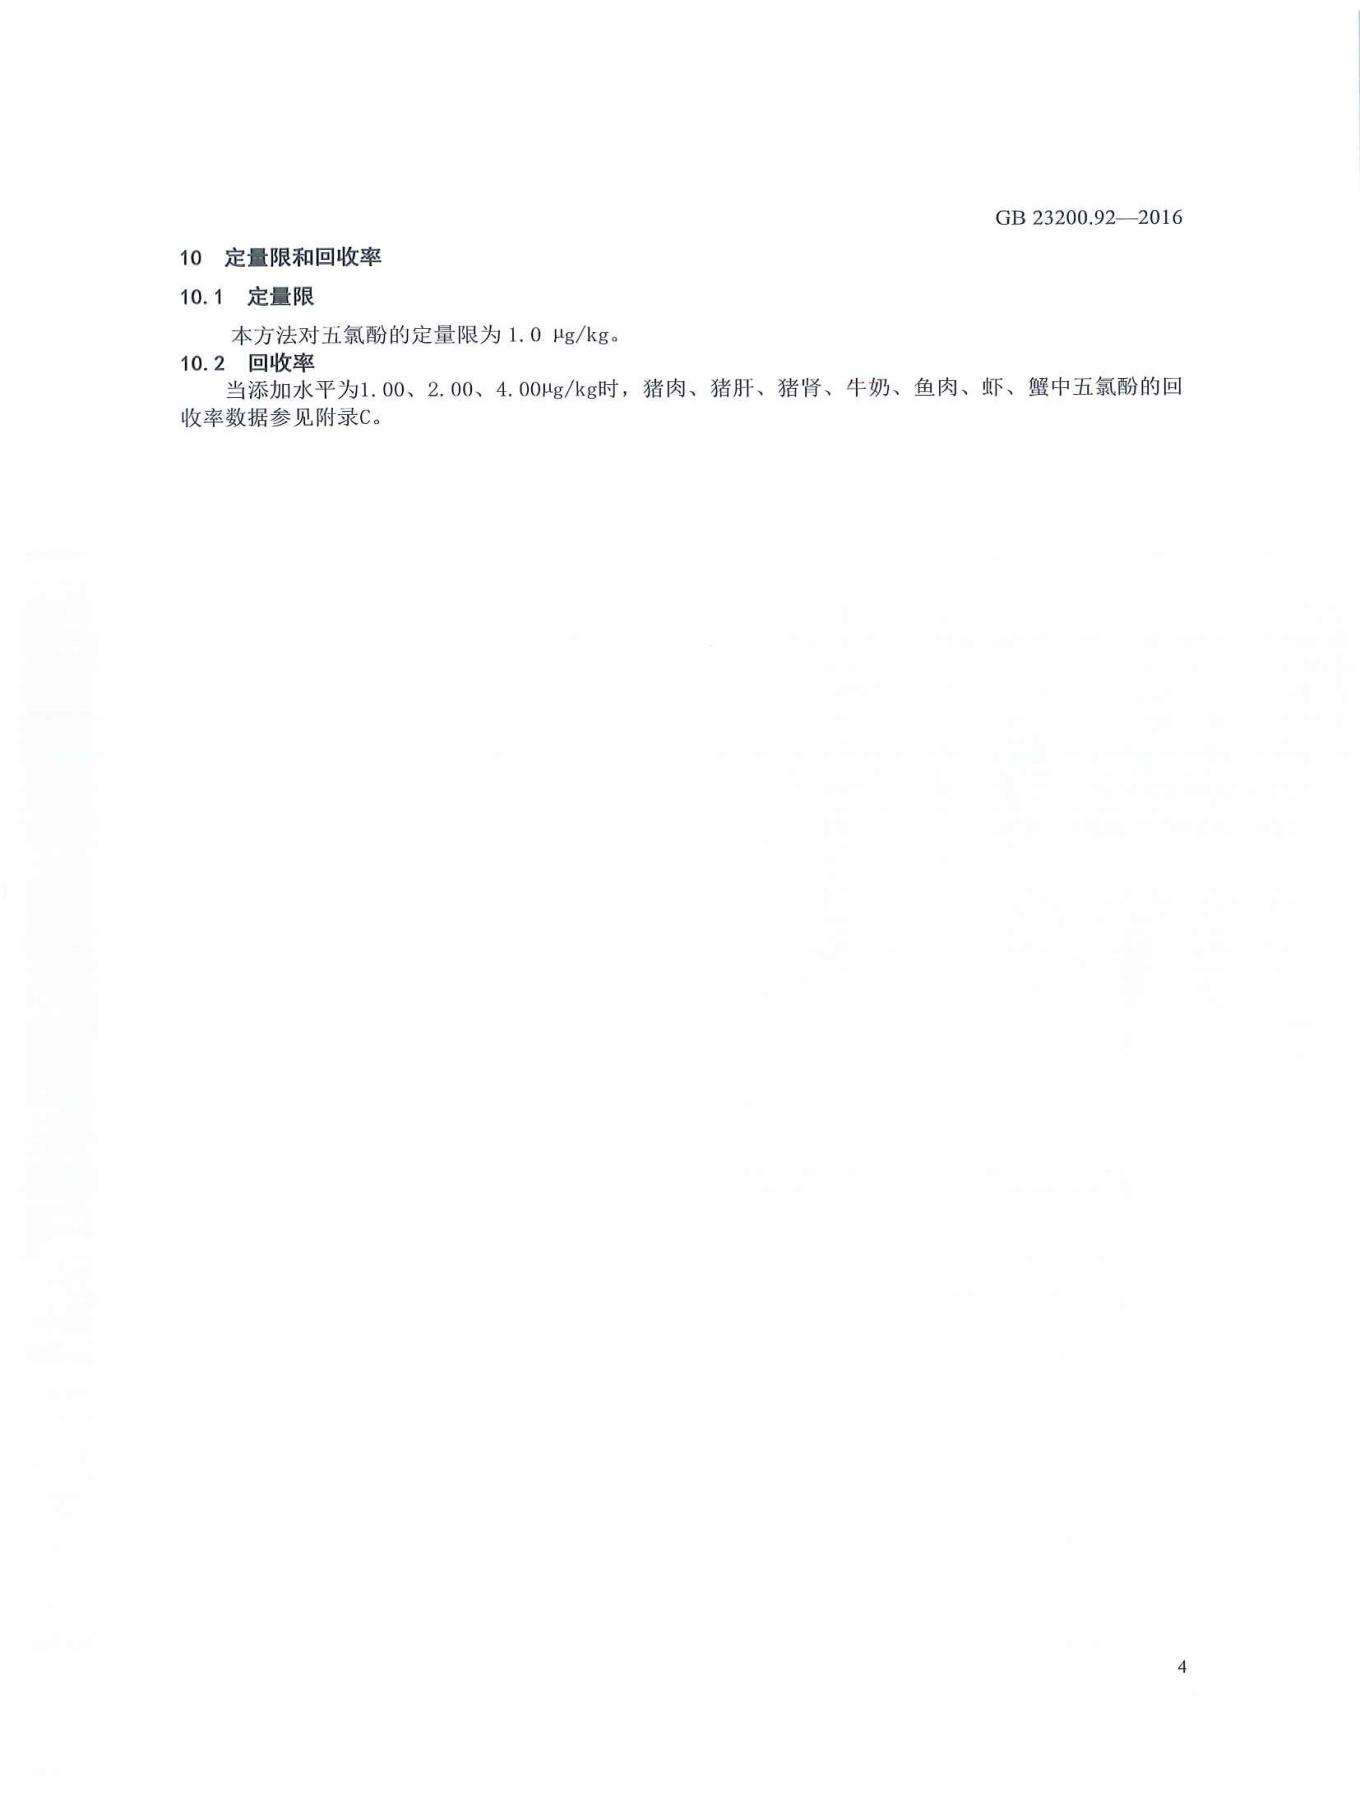 GB 23200.92—2016
10 定量限和回收率
10.1 定量限
本方法对五氯酚的定量限为 1.0 μg/kg。
10.2 回收率
当添加水平为1.00、2.00、4.00μg/kg时，猪肉、猪肝、猪肾、牛奶、鱼肉、虾、蟹中五氯酚的回
收率数据参见附录C。
4